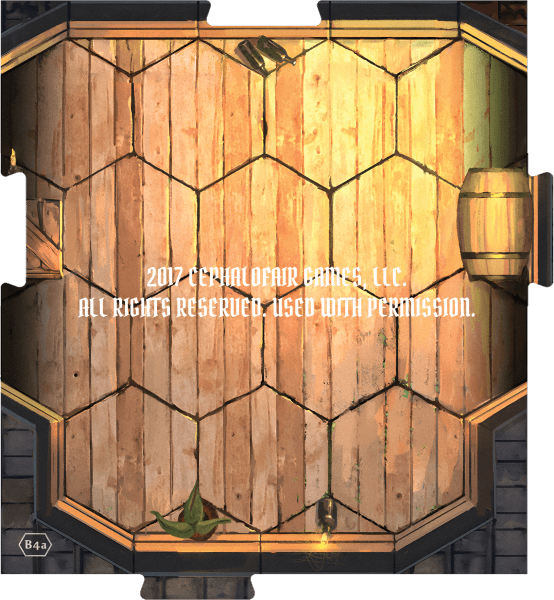 2017 CEPHALOFAIR GAMES, LLC.
ALL RIGHTS RESERVED. USED WITH PERMISSION.
B4a